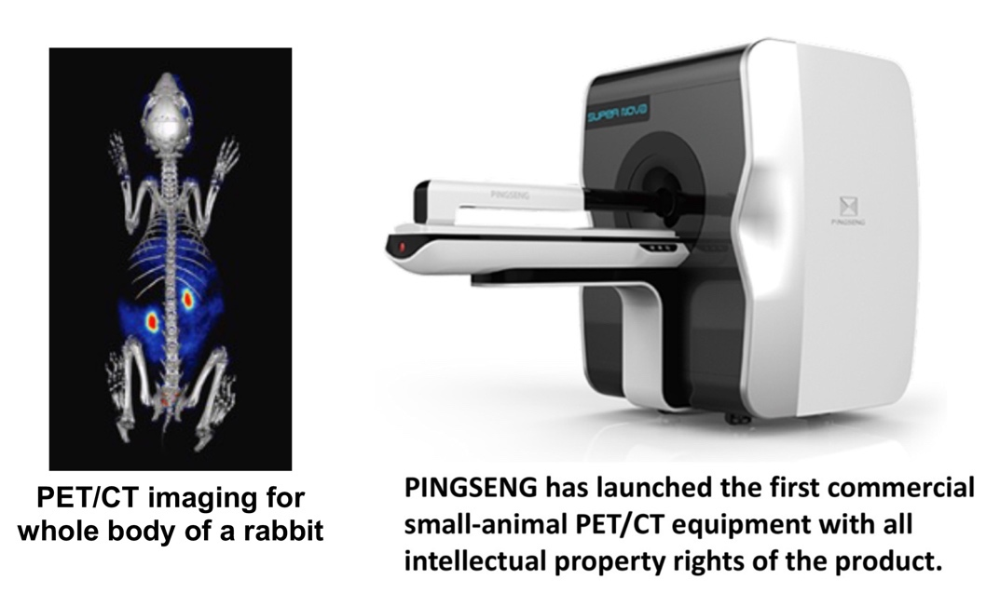 SUPER NOVA
PINGSENG
PINGSENG
PET/CT imaging for
whole body of a rabbit
PINGSENG has launched the first commercial
small-animal PET/CT equipment with all
intellectual property rights of the product.